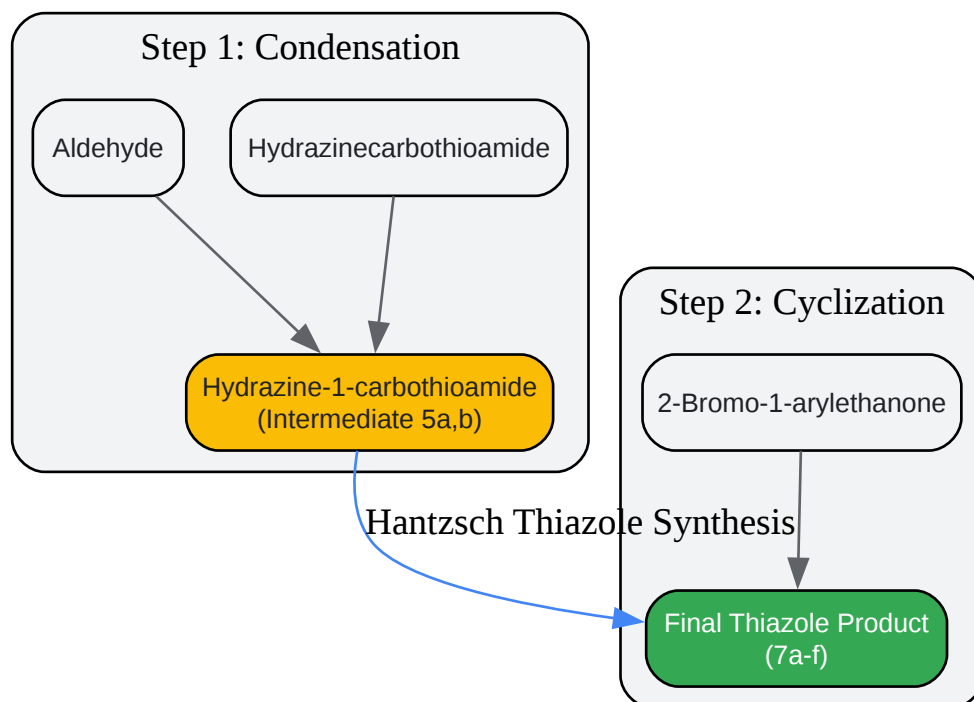 Step 1: Condensation
Aldehyde
Hydrazinecarbothioamide
Hydrazine-1-carbothioamide
(Intermediate 5a,b)
Step 2: Cyclization
2-Bromo-1-arylethanone
Hantzsch Thiazole Synthesis
Final Thiazole Product
(7a-f)